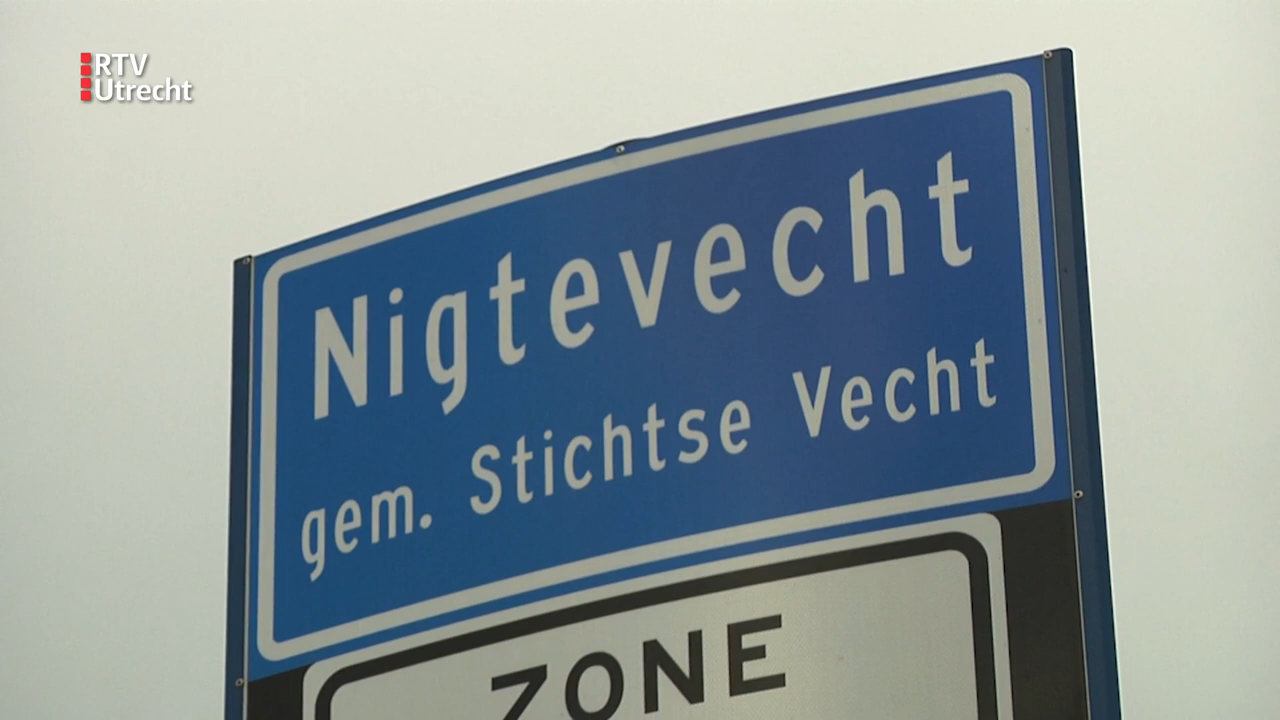 RTV
Utrecht
Nigtevecht
gem. Stichtse Vecht
ZONE